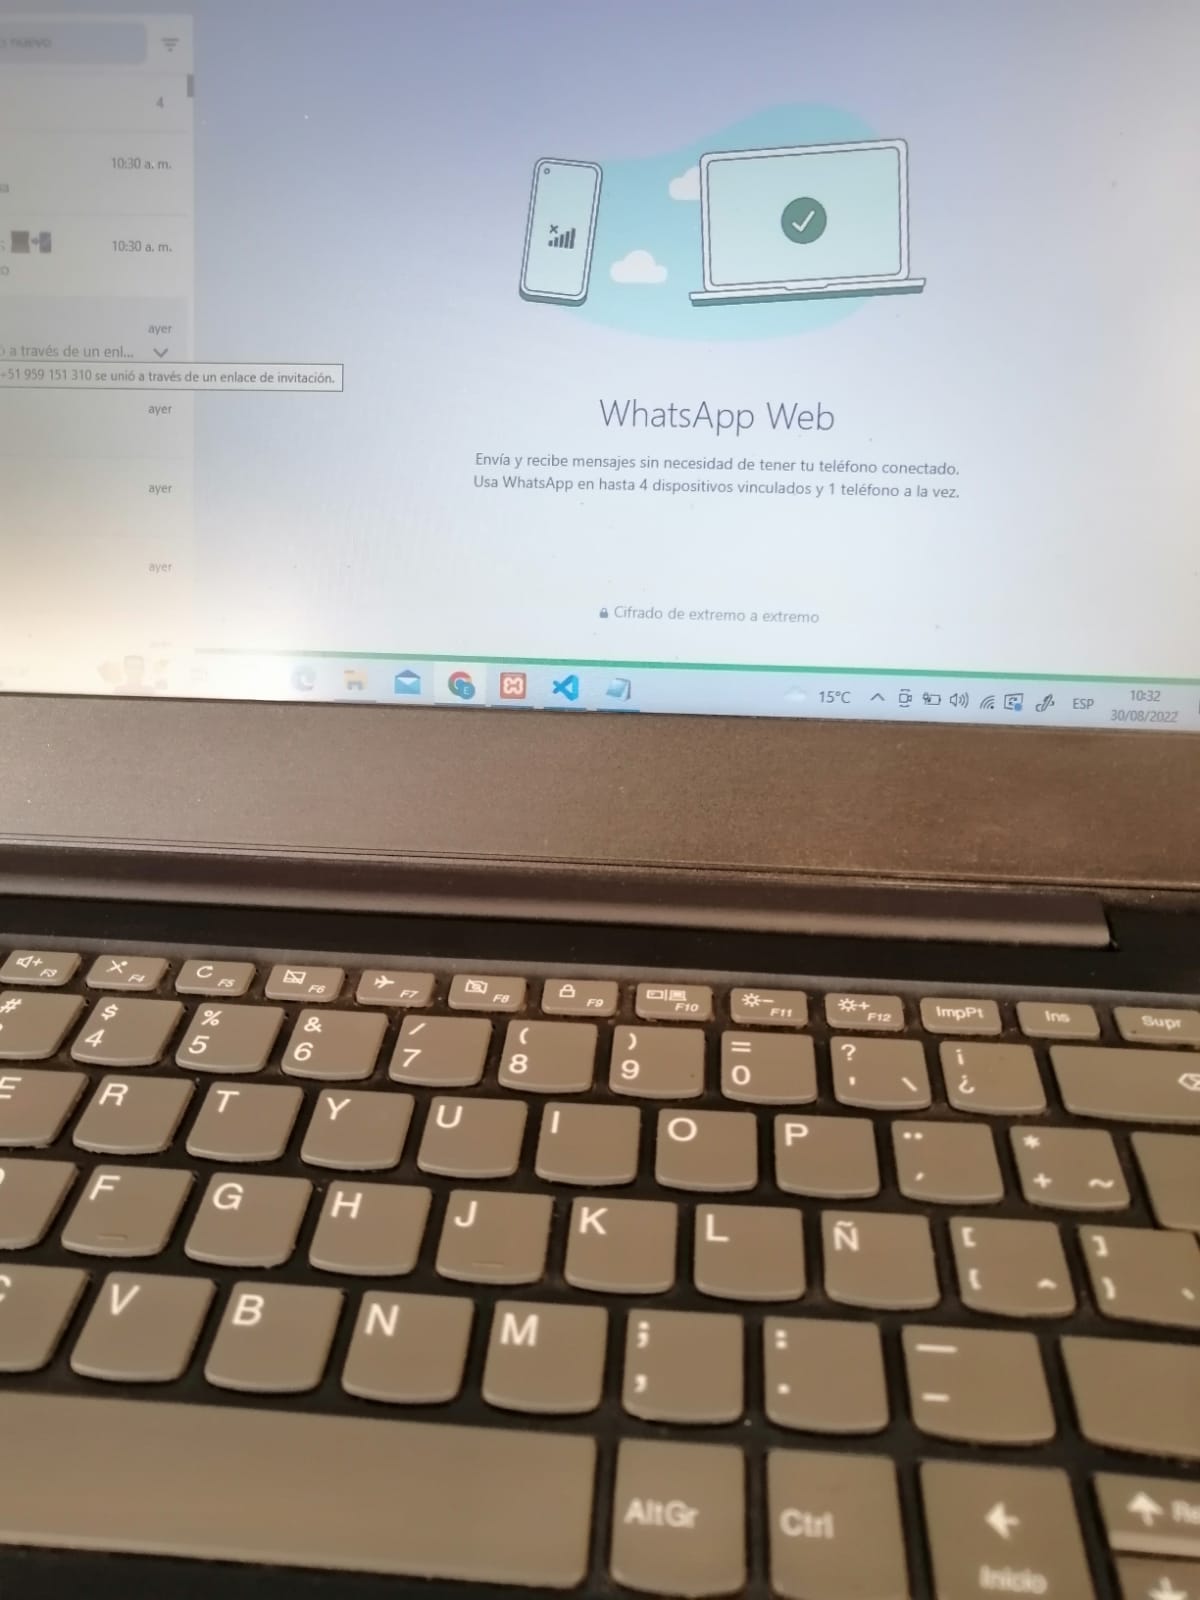 nuevo
4
10:30 a. m.
10:30 a. m.
ayer
a través de un enl...
+51 959 151 310 se unió a través de un enlace de invitación.
ayer
ayer
ayer
WhatsApp Web
Envía y recibe mensajes sin necesidad de tener tu teléfono conectado.
Usa WhatsApp en hasta 4 dispositivos vinculados y 1 teléfono a la vez.
Cifrado de extremo a extremo
15°C ESP 10:32
30/08/2022
F3 F4 F5 F6 F7 F8 F9 F10 F11 F12 ImpPt Ins Supr
# $ 4 % 5 & 6 / 7 ( 8 ) 9 = 0 ? ' \ ¡ ¿
E R T Y U I O P ¨ ´ * + ~
F G H J K L Ñ [ { ^ ] }
C V B N M ; , : . _ -
AltGr Ctrl ← Inicio ↑ Re